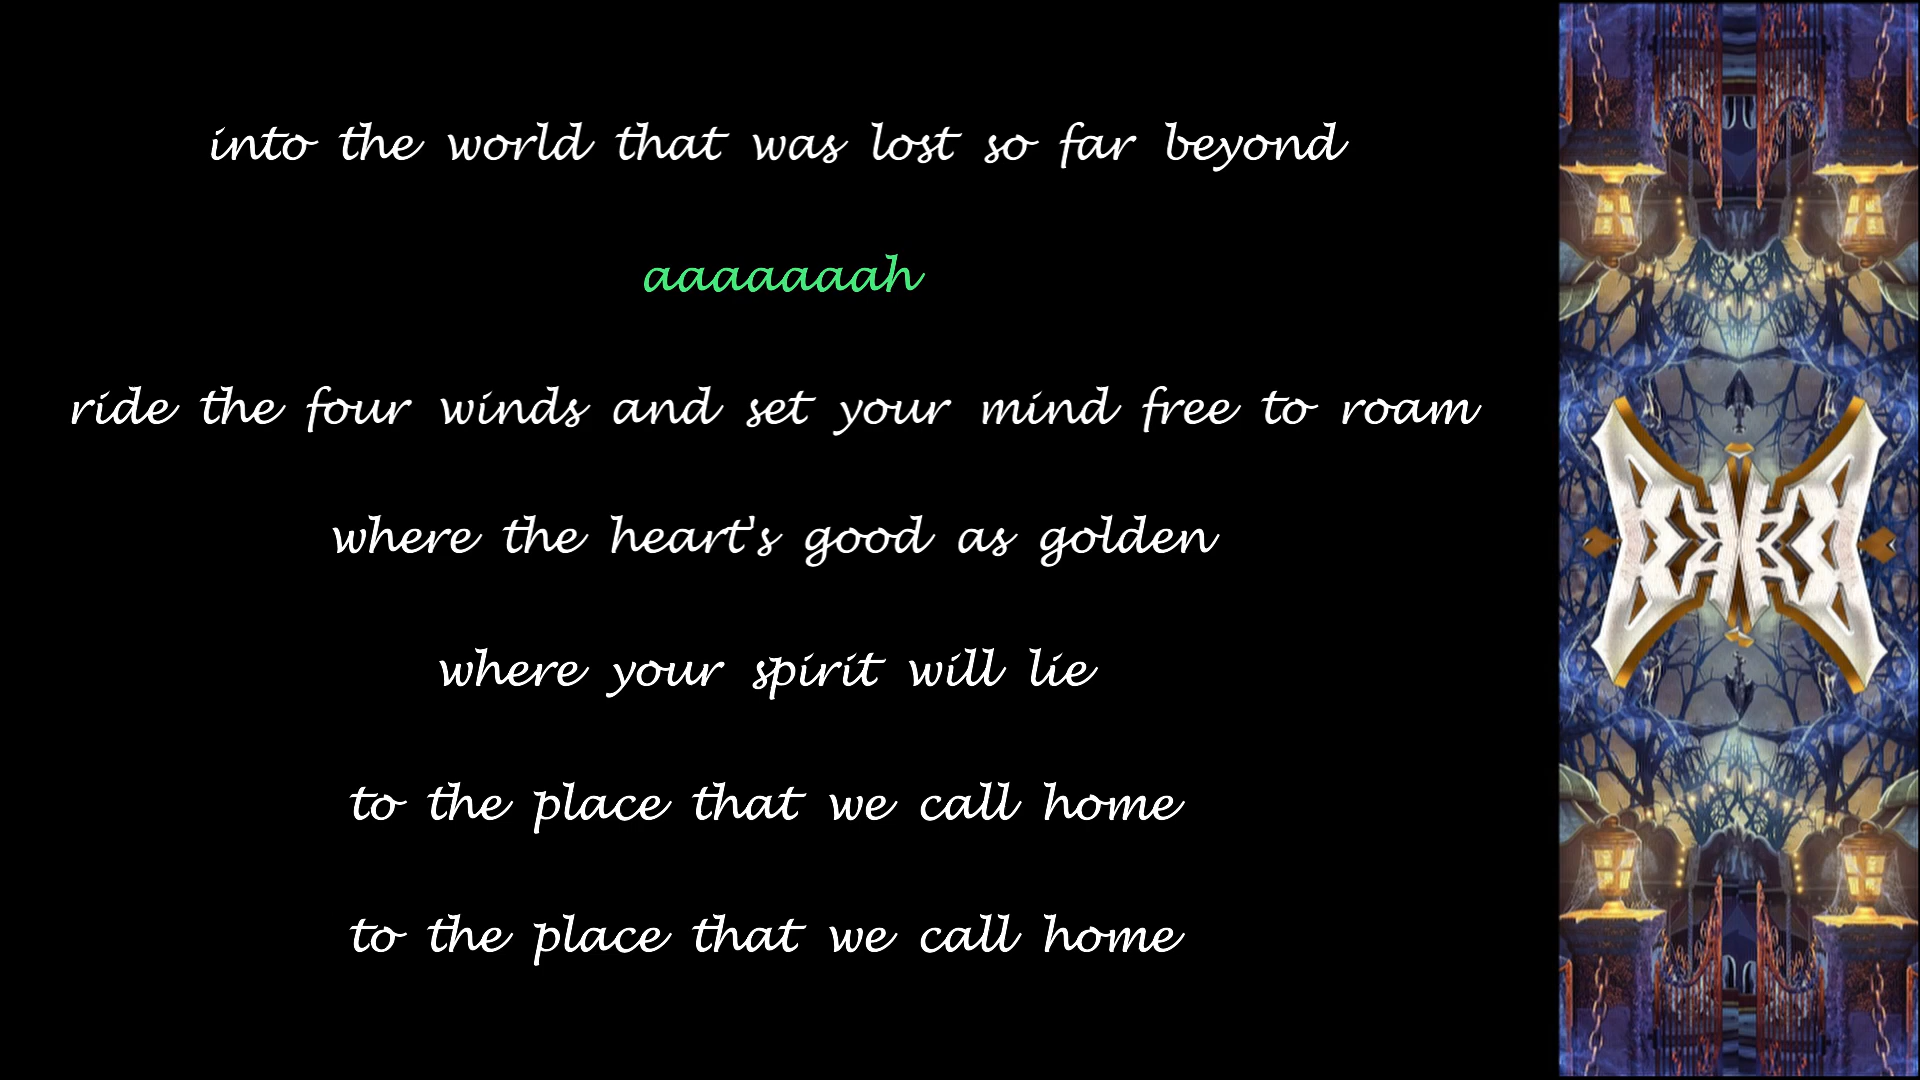 into the world that was lost so far beyond
aaaaaaaah
ride the four winds and set your mind free to roam
where the heart's good as golden
where your spirit will lie
to the place that we call home
to the place that we call home